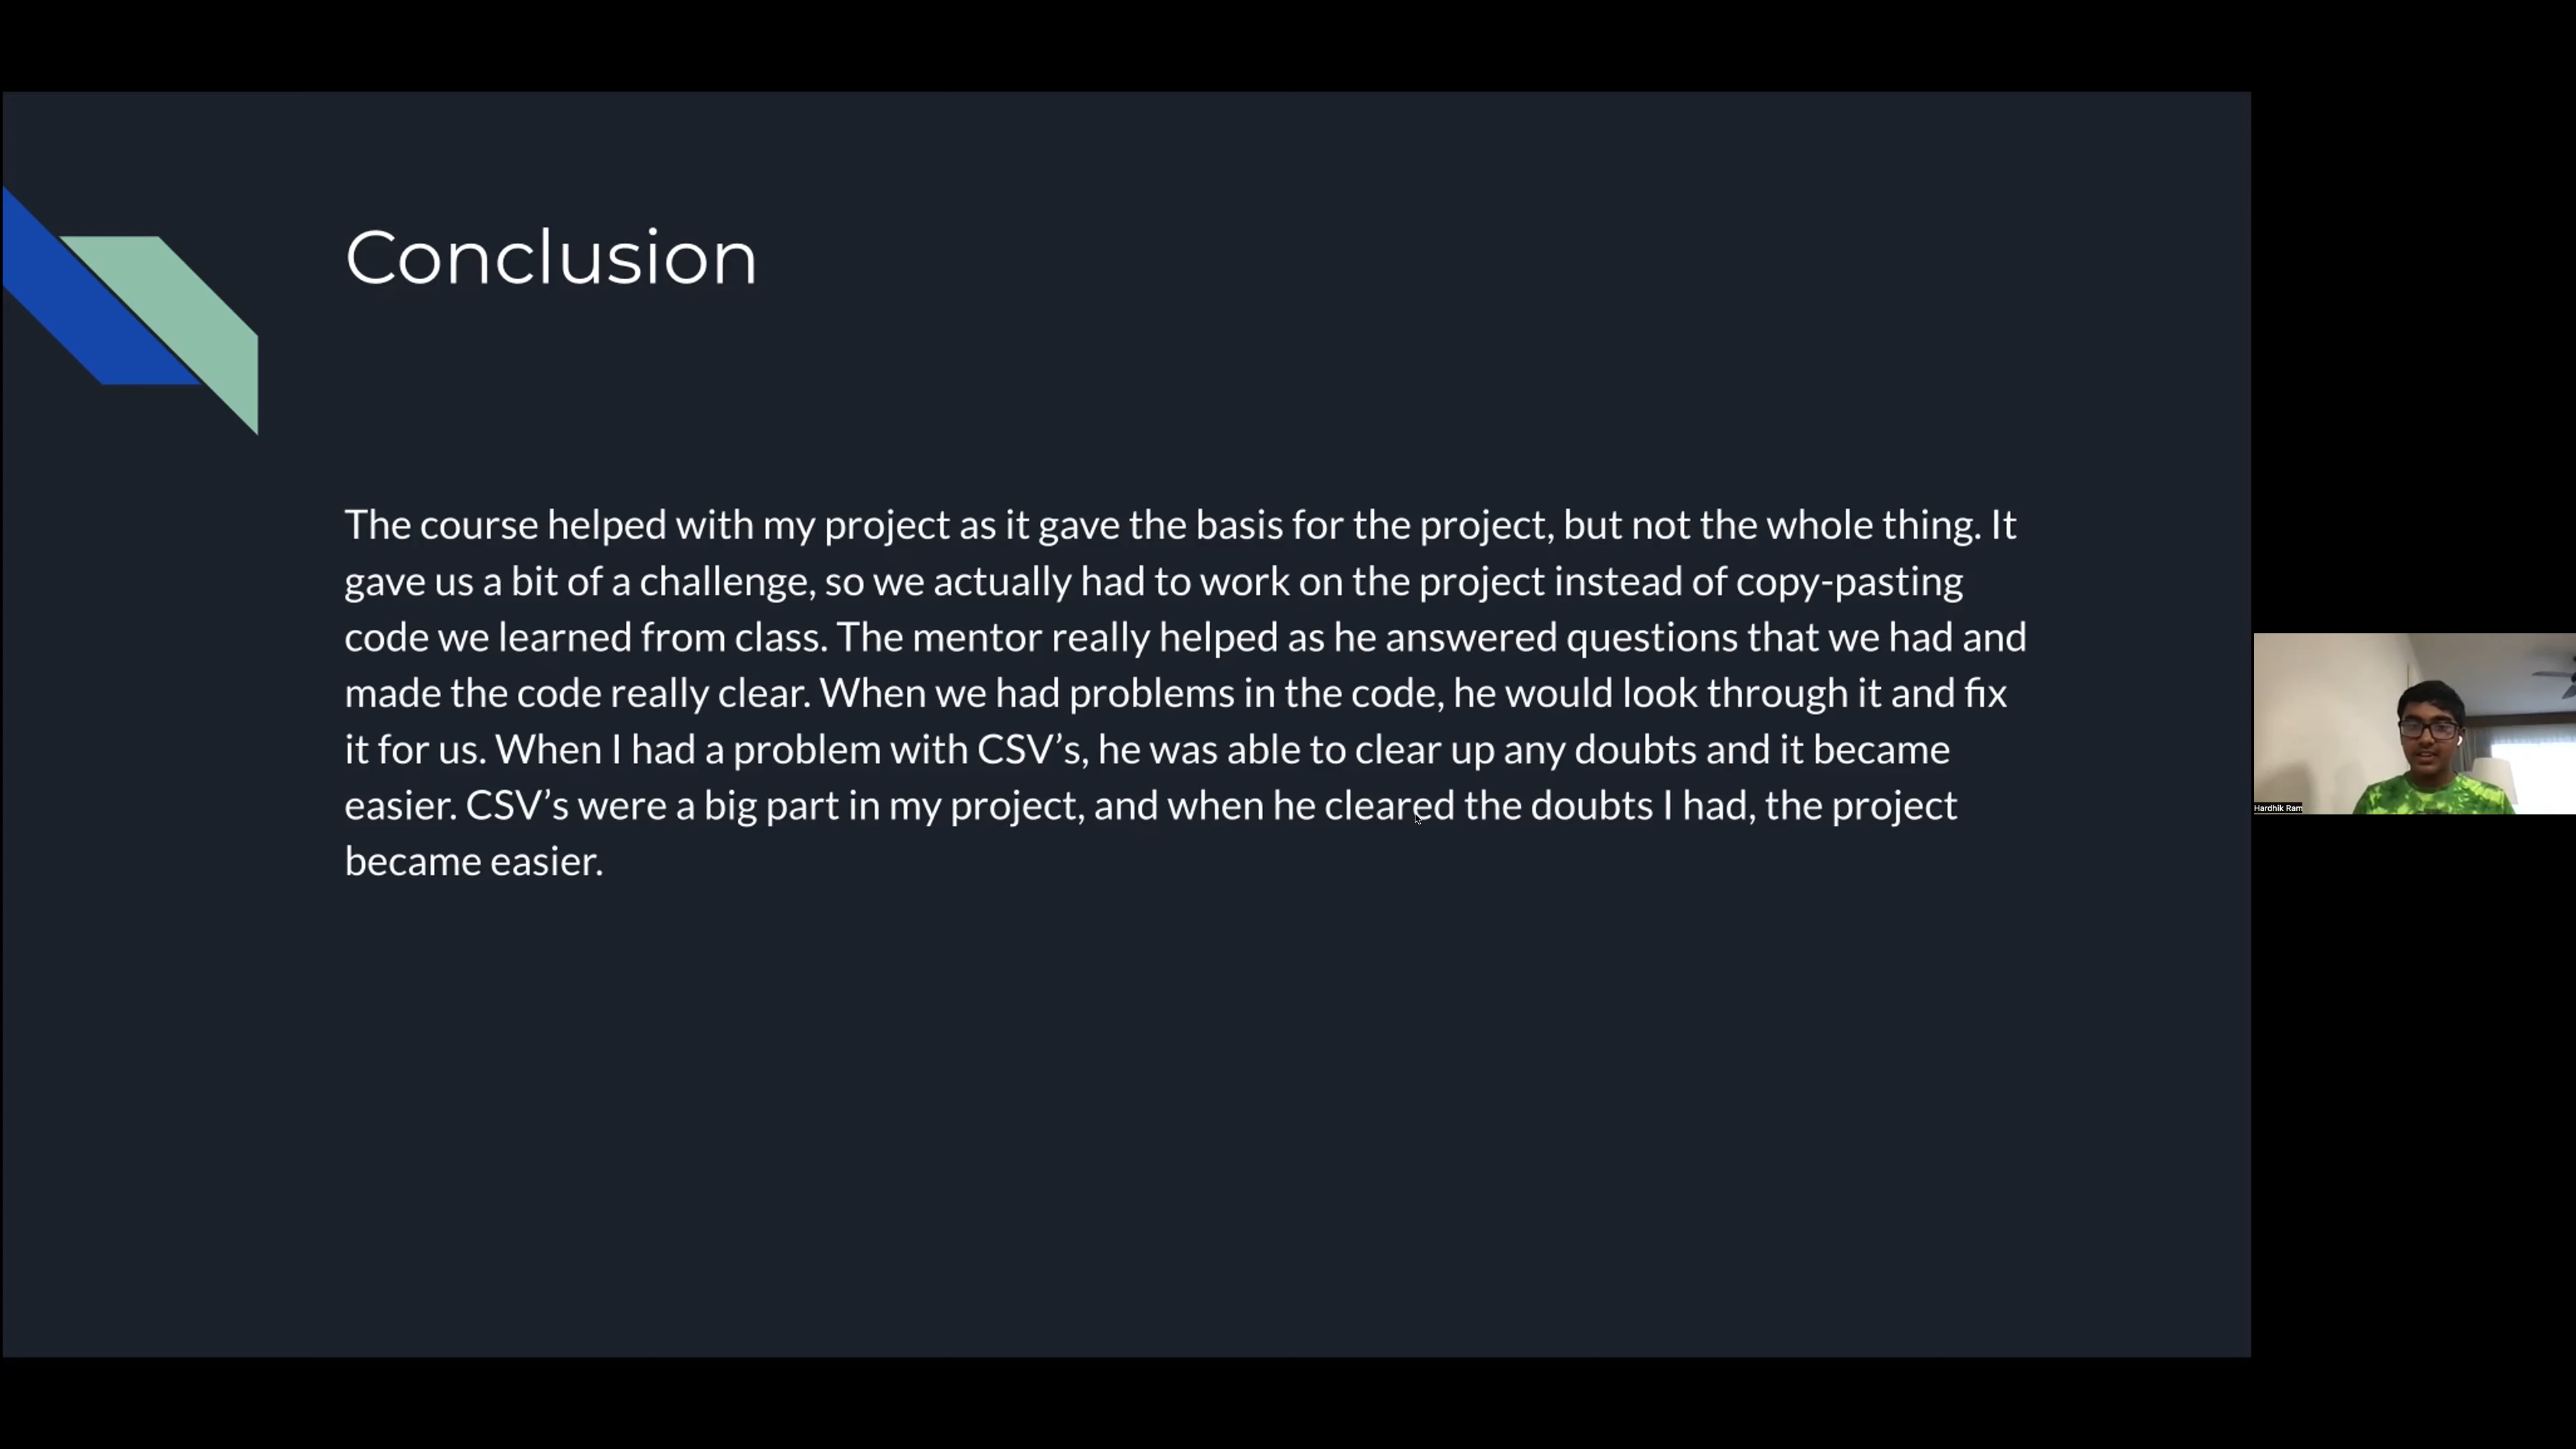 Conclusion
The course helped with my project as it gave the basis for the project, but not the whole thing. It
gave us a bit of a challenge, so we actually had to work on the project instead of copy-pasting
code we learned from class. The mentor really helped as he answered questions that we had and
made the code really clear. When we had problems in the code, he would look through it and fix
it for us. When I had a problem with CSV’s, he was able to clear up any doubts and it became
easier. CSV’s were a big part in my project, and when he cleared the doubts I had, the project
became easier.
Hardhik Ram